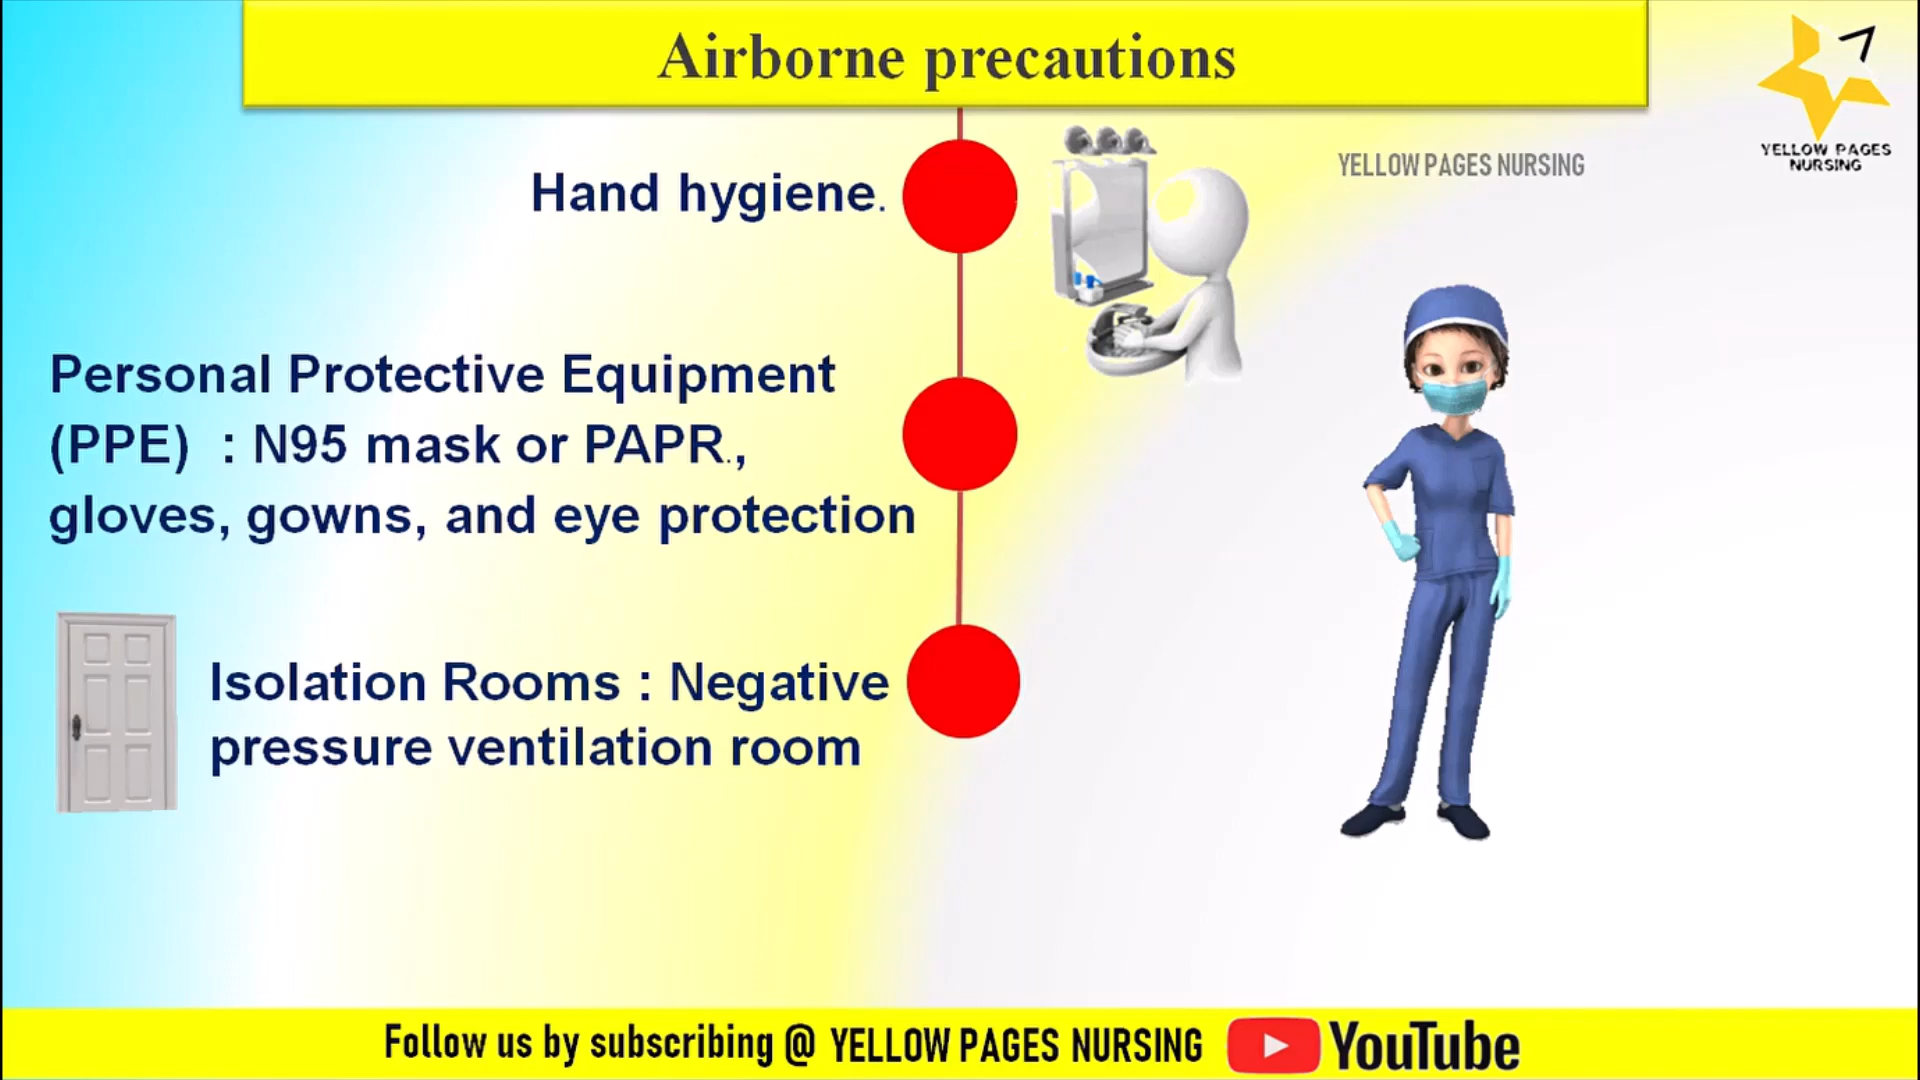 Airborne precautions
YELLOW PAGES
NURSING
YELLOW PAGES NURSING
Hand hygiene.
Personal Protective Equipment
(PPE) : N95 mask or PAPR.,
gloves, gowns, and eye protection
Isolation Rooms : Negative
pressure ventilation room
Follow us by subscribing @ YELLOW PAGES NURSING YouTube